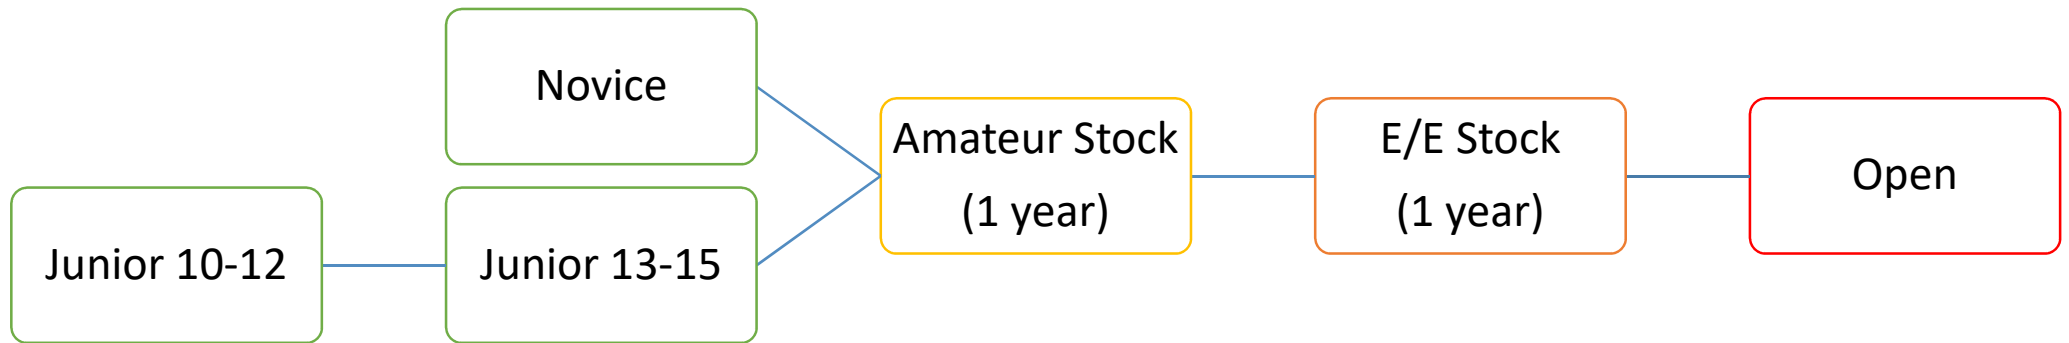 Novice
Junior 10-12
Junior 13-15
Amateur Stock
(1 year)
E/E Stock
(1 year)
Open